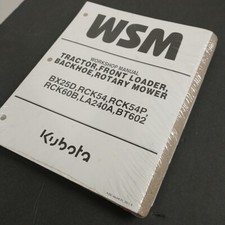 WSM
WORKSHOP MANUAL
TRACTOR,FRONT LOADER,
BACKHOE,ROTARY MOWER
BX25D,RCK54,RCK54P,
RCK60B,LA240A,BT602
Kubota